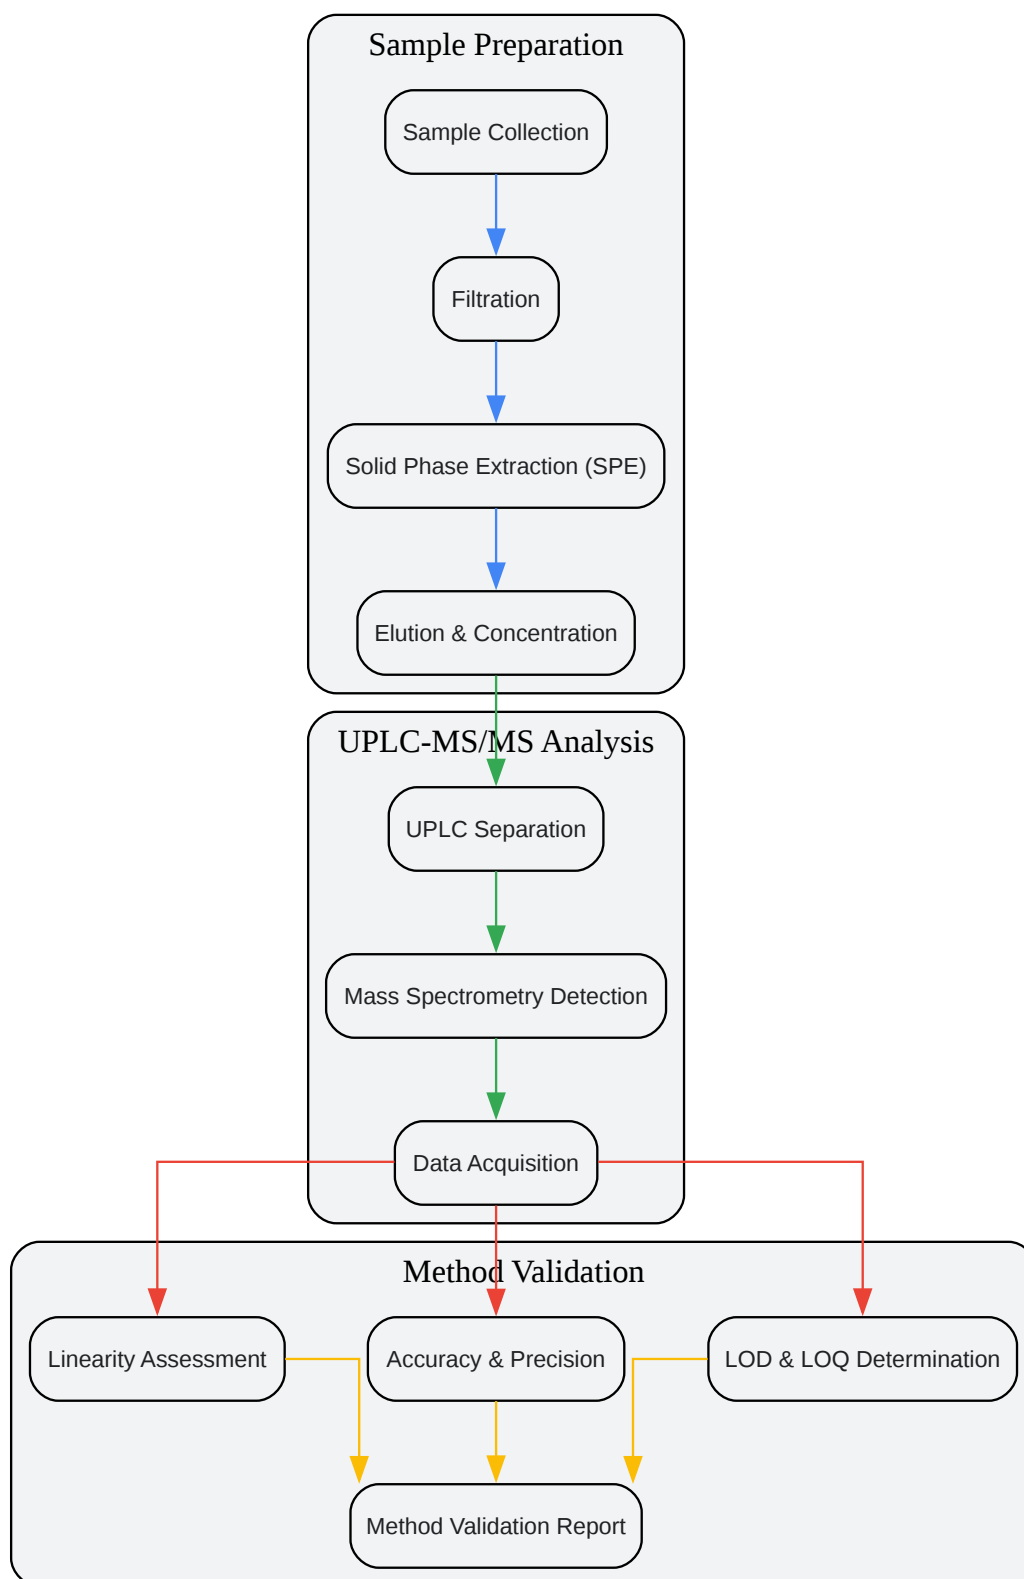 Sample Preparation
Sample Collection
Filtration
Solid Phase Extraction (SPE)
Elution & Concentration
UPLC-MS/MS Analysis
UPLC Separation
Mass Spectrometry Detection
Data Acquisition
Method Validation
Linearity Assessment
Accuracy & Precision
LOD & LOQ Determination
Method Validation Report